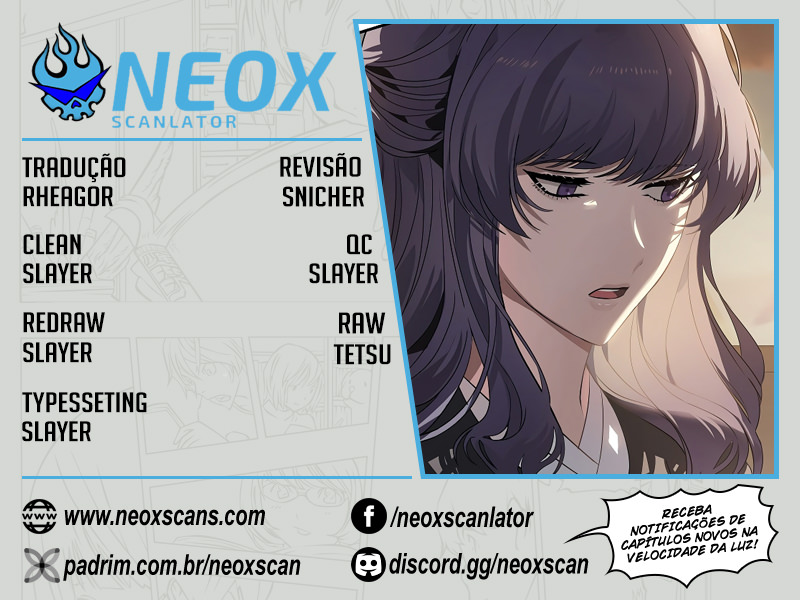 NEOX
SCANLATOR
TRADUÇÃO
RHEAGOR
REVISÃO
SNICHER
CLEAN
SLAYER
QC
SLAYER
REDRAW
SLAYER
RAW
TETSU
TYPESSETING
SLAYER
www.neoxscans.com
/neoxscanlator
padrim.com.br/neoxscan
discord.gg/neoxscan
RECEBA
NOTIFICAÇÕES DE
CAPÍTULOS NOVOS NA
VELOCIDADE DA LUZ!